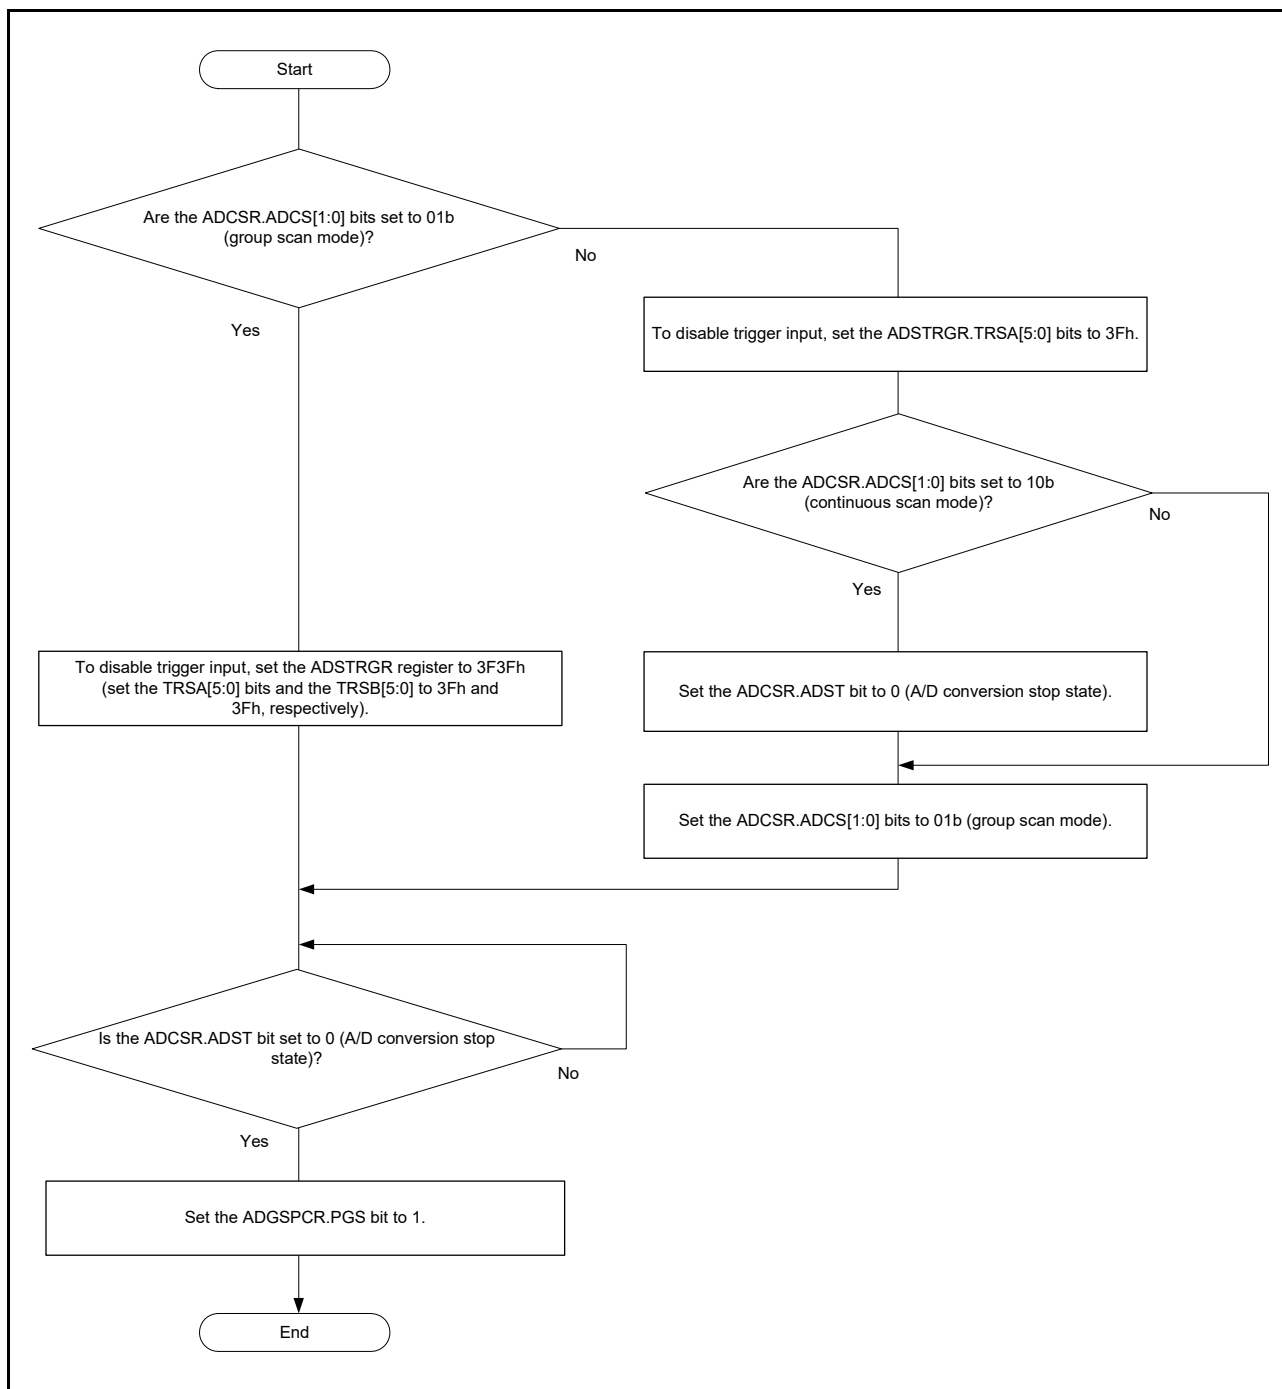 Start
Are the ADCSR.ADCS[1:0] bits set to 01b
(group scan mode)?
No
Yes
To disable trigger input, set the ADSTRGR.TRSA[5:0] bits to 3Fh.
Are the ADCSR.ADCS[1:0] bits set to 10b
(continuous scan mode)?
No
Yes
To disable trigger input, set the ADSTRGR register to 3F3Fh
(set the TRSA[5:0] bits and the TRSB[5:0] to 3Fh and
3Fh, respectively).
Set the ADCSR.ADST bit to 0 (A/D conversion stop state).
Set the ADCSR.ADCS[1:0] bits to 01b (group scan mode).
Is the ADCSR.ADST bit set to 0 (A/D conversion stop
state)?
No
Yes
Set the ADGSPCR.PGS bit to 1.
End